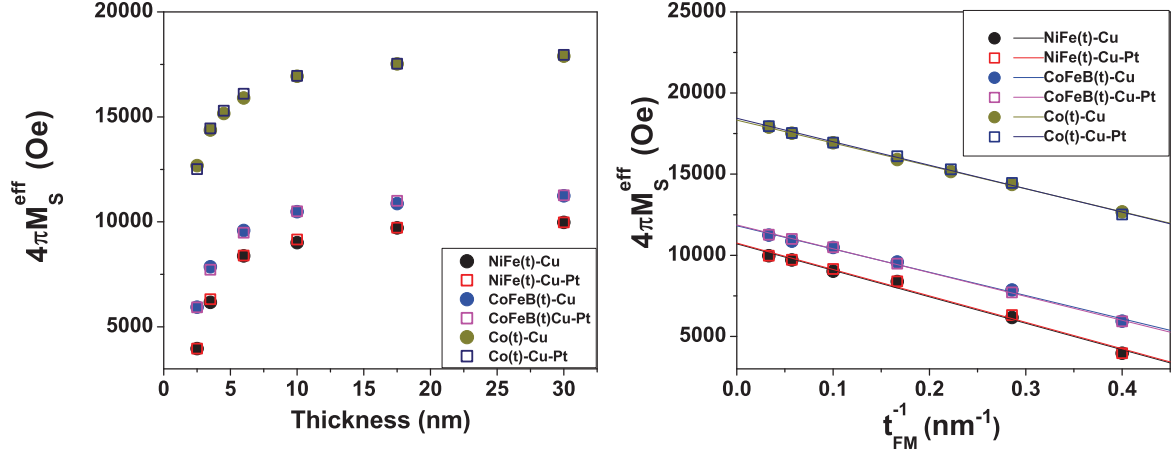 20000
15000
10000
5000
4πM_S^eff (Oe)
0
5
10
15
20
25
30
Thickness (nm)
NiFe(t)-Cu
NiFe(t)-Cu-Pt
CoFeB(t)-Cu
CoFeB(t)Cu-Pt
Co(t)-Cu
Co(t)-Cu-Pt
25000
20000
15000
10000
5000
4πM_S^eff (Oe)
0.0
0.1
0.2
0.3
0.4
t_FM^-1 (nm^-1)
NiFe(t)-Cu
NiFe(t)-Cu-Pt
CoFeB(t)-Cu
CoFeB(t)-Cu-Pt
Co(t)-Cu
Co(t)-Cu-Pt